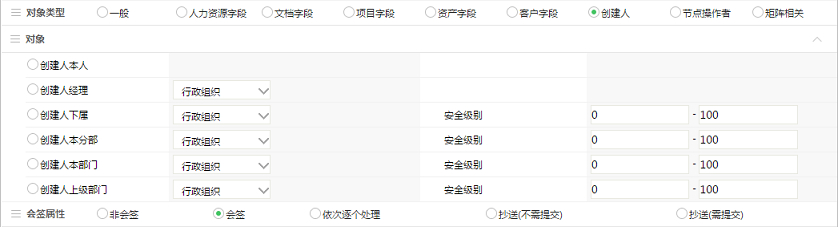 对象类型 一般 人力资源字段 文档字段 项目字段 资产字段 客户字段 创建人 节点操作者 矩阵相关
对象
创建人本人
创建人经理 行政组织
创建人下属 行政组织 安全级别 0 - 100
创建人本分部 行政组织 安全级别 0 - 100
创建人本部门 行政组织 安全级别 0 - 100
创建人上级部门 行政组织 安全级别 0 - 100
会签属性 非会签 会签 依次逐个处理 抄送(不需提交) 抄送(需提交)